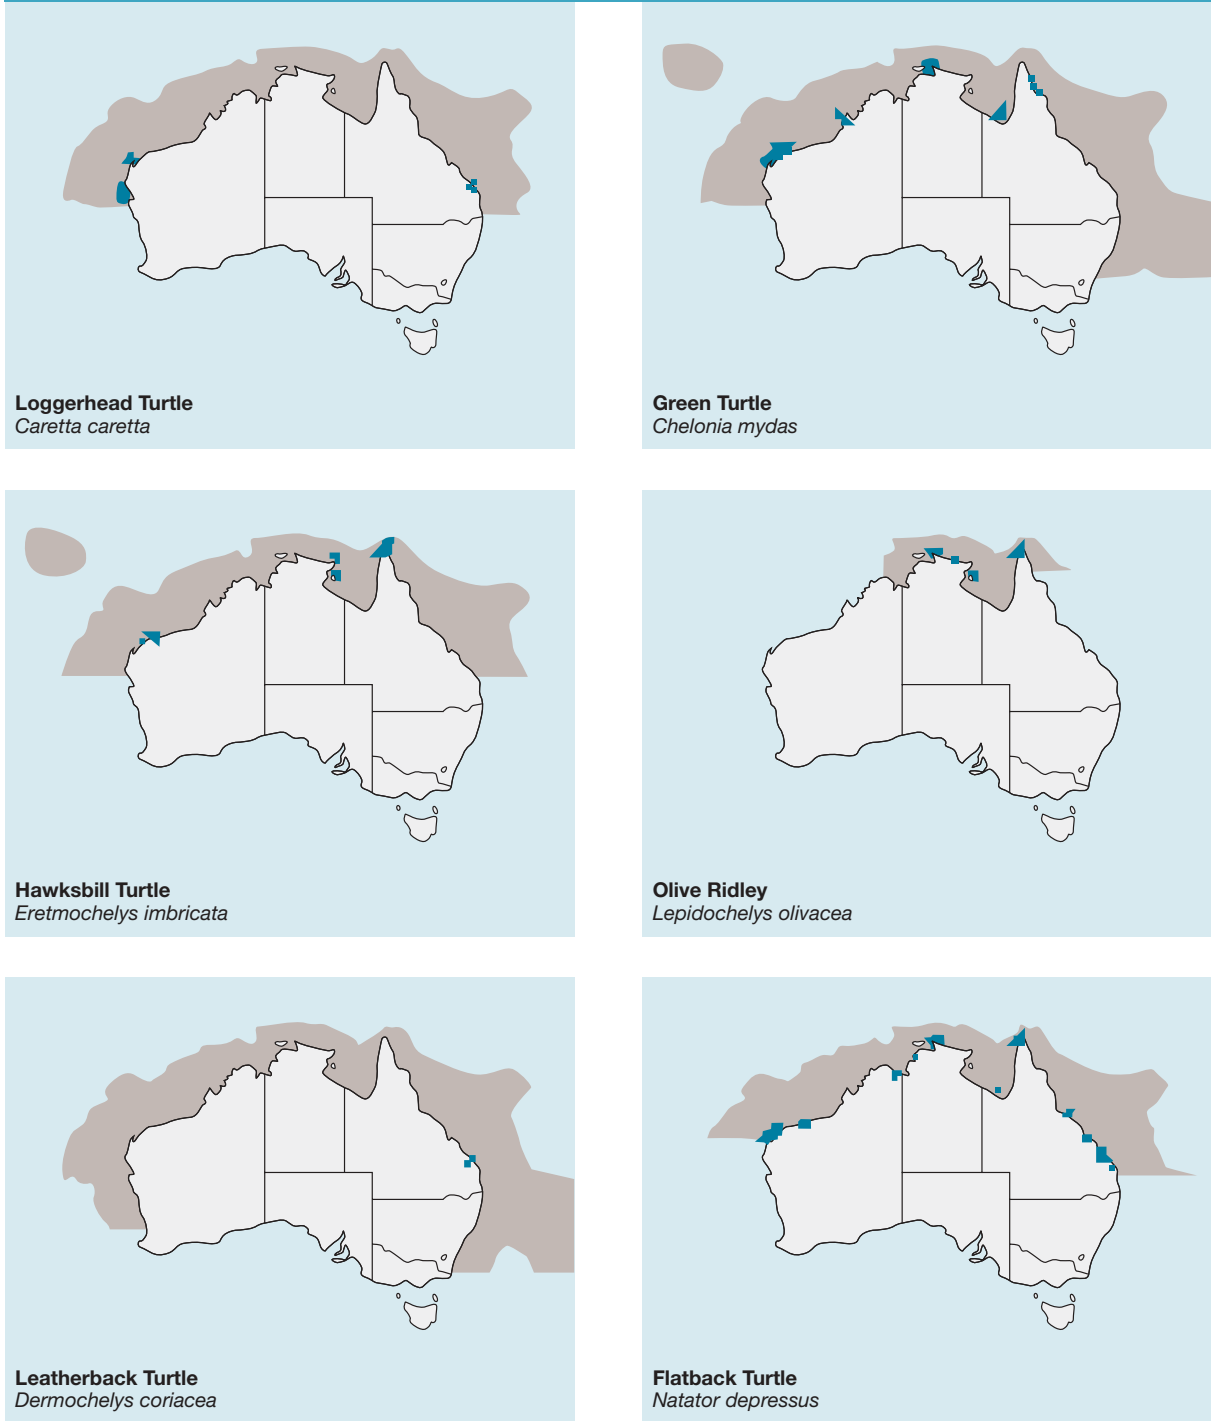 Loggerhead Turtle
Caretta caretta
Green Turtle
Chelonia mydas
Hawksbill Turtle
Eretmochelys imbricata
Olive Ridley
Lepidochelys olivacea
Leatherback Turtle
Dermochelys coriacea
Flatback Turtle
Natator depressus